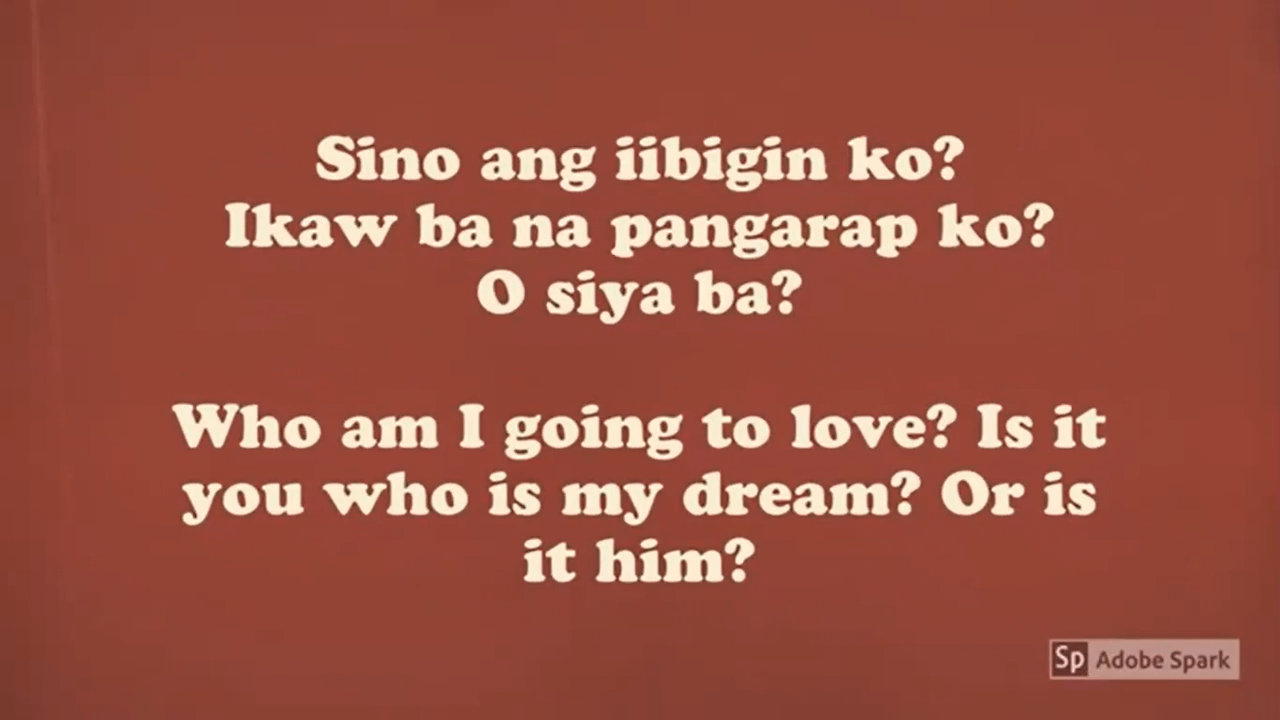 Sino ang iibigin ko?
Ikaw ba na pangarap ko?
O siya ba?
Who am I going to love? Is it
you who is my dream? Or is
it him?
Sp Adobe Spark